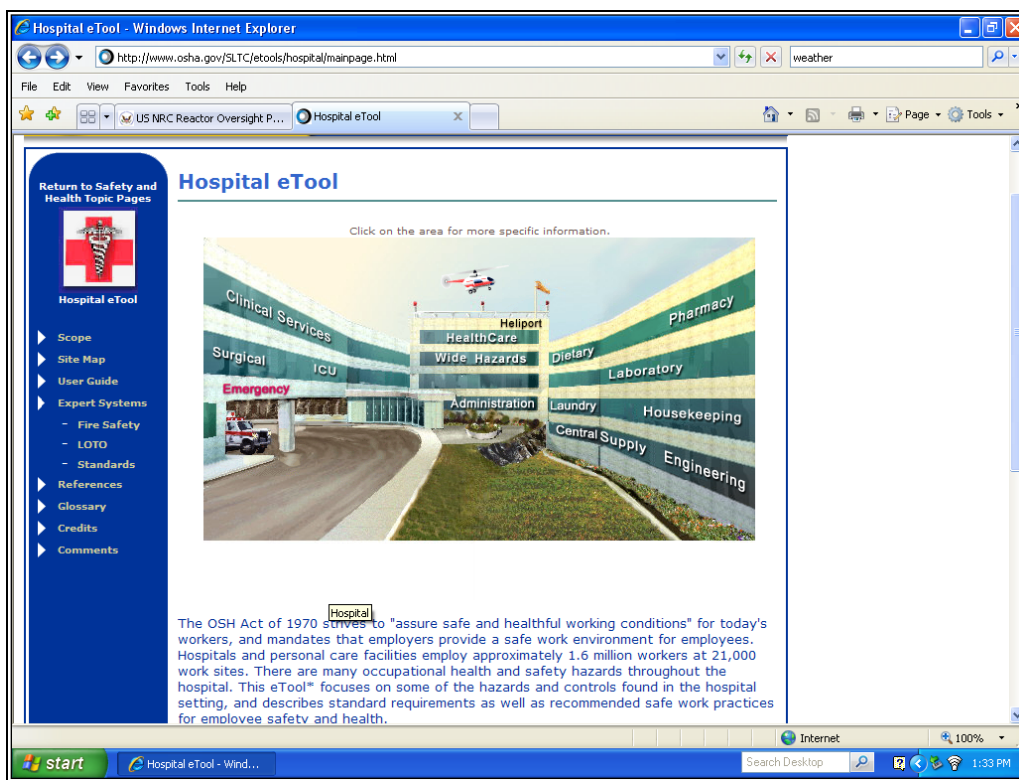 Hospital eTool - Windows Internet Explorer
http://www.osha.gov/SLTC/etools/hospital/mainpage.html
weather
File Edit View Favorites Tools Help
US NRC Reactor Oversight P...
Hospital eTool
Page
Tools
Return to Safety and
Health Topic Pages
Hospital eTool
Scope
Site Map
User Guide
Expert Systems
- Fire Safety
- LOTO
- Standards
References
Glossary
Credits
Comments
Hospital eTool
Click on the area for more specific information.
Clinical Services
Surgical
ICU
Emergency
Heliport
HealthCare
Wide Hazards
Administration
Pharmacy
Dietary
Laboratory
Laundry
Housekeeping
Central Supply
Engineering
Hospital
The OSH Act of 1970 strives to "assure safe and healthful working conditions" for today's
workers, and mandates that employers provide a safe work environment for employees.
Hospitals and personal care facilities employ approximately 1.6 million workers at 21,000
work sites. There are many occupational health and safety hazards throughout the
hospital. This eTool* focuses on some of the hazards and controls found in the hospital
setting, and describes standard requirements as well as recommended safe work practices
for employee safety and health.
Internet
100%
start
Hospital eTool - Wind...
Search Desktop
1:33 PM